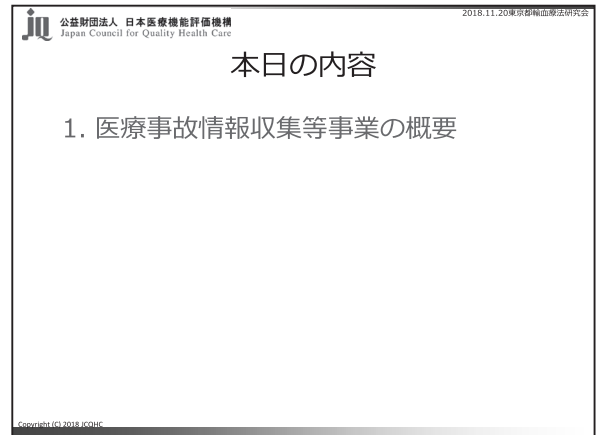 公益財団法人 日本医療機能評価機構
2018.11.20東京都輸血療法研究会
Japan Council for Quality Health Care
本日の内容
1. 医療事故情報収集等事業の概要
Copyright (C) 2018 JCQHC